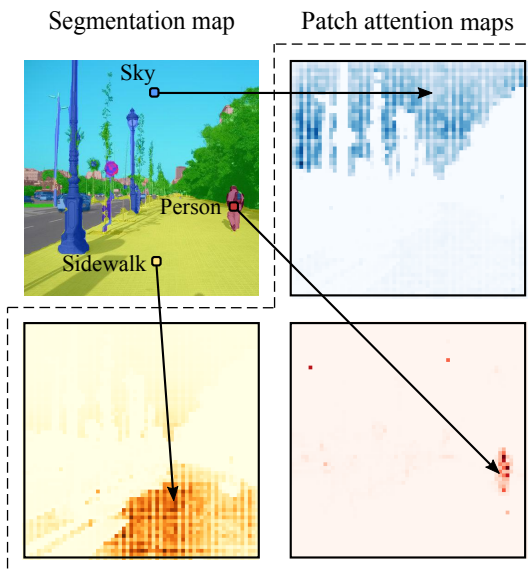 Segmentation map
Patch attention maps
Sky
Person
Sidewalk